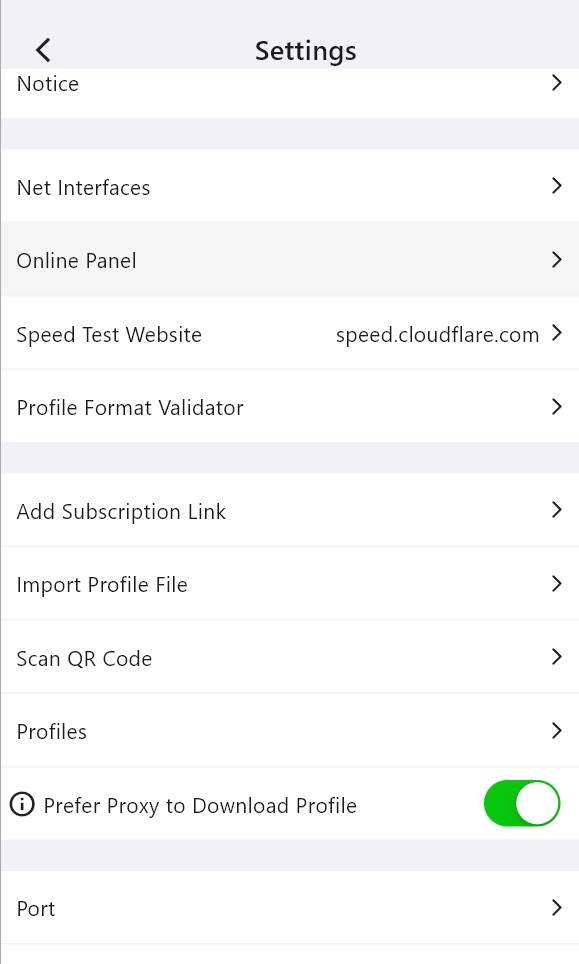 Settings
Notice
Net Interfaces
Online Panel
Speed Test Website speed.cloudflare.com
Profile Format Validator
Add Subscription Link
Import Profile File
Scan QR Code
Profiles
Prefer Proxy to Download Profile
Port